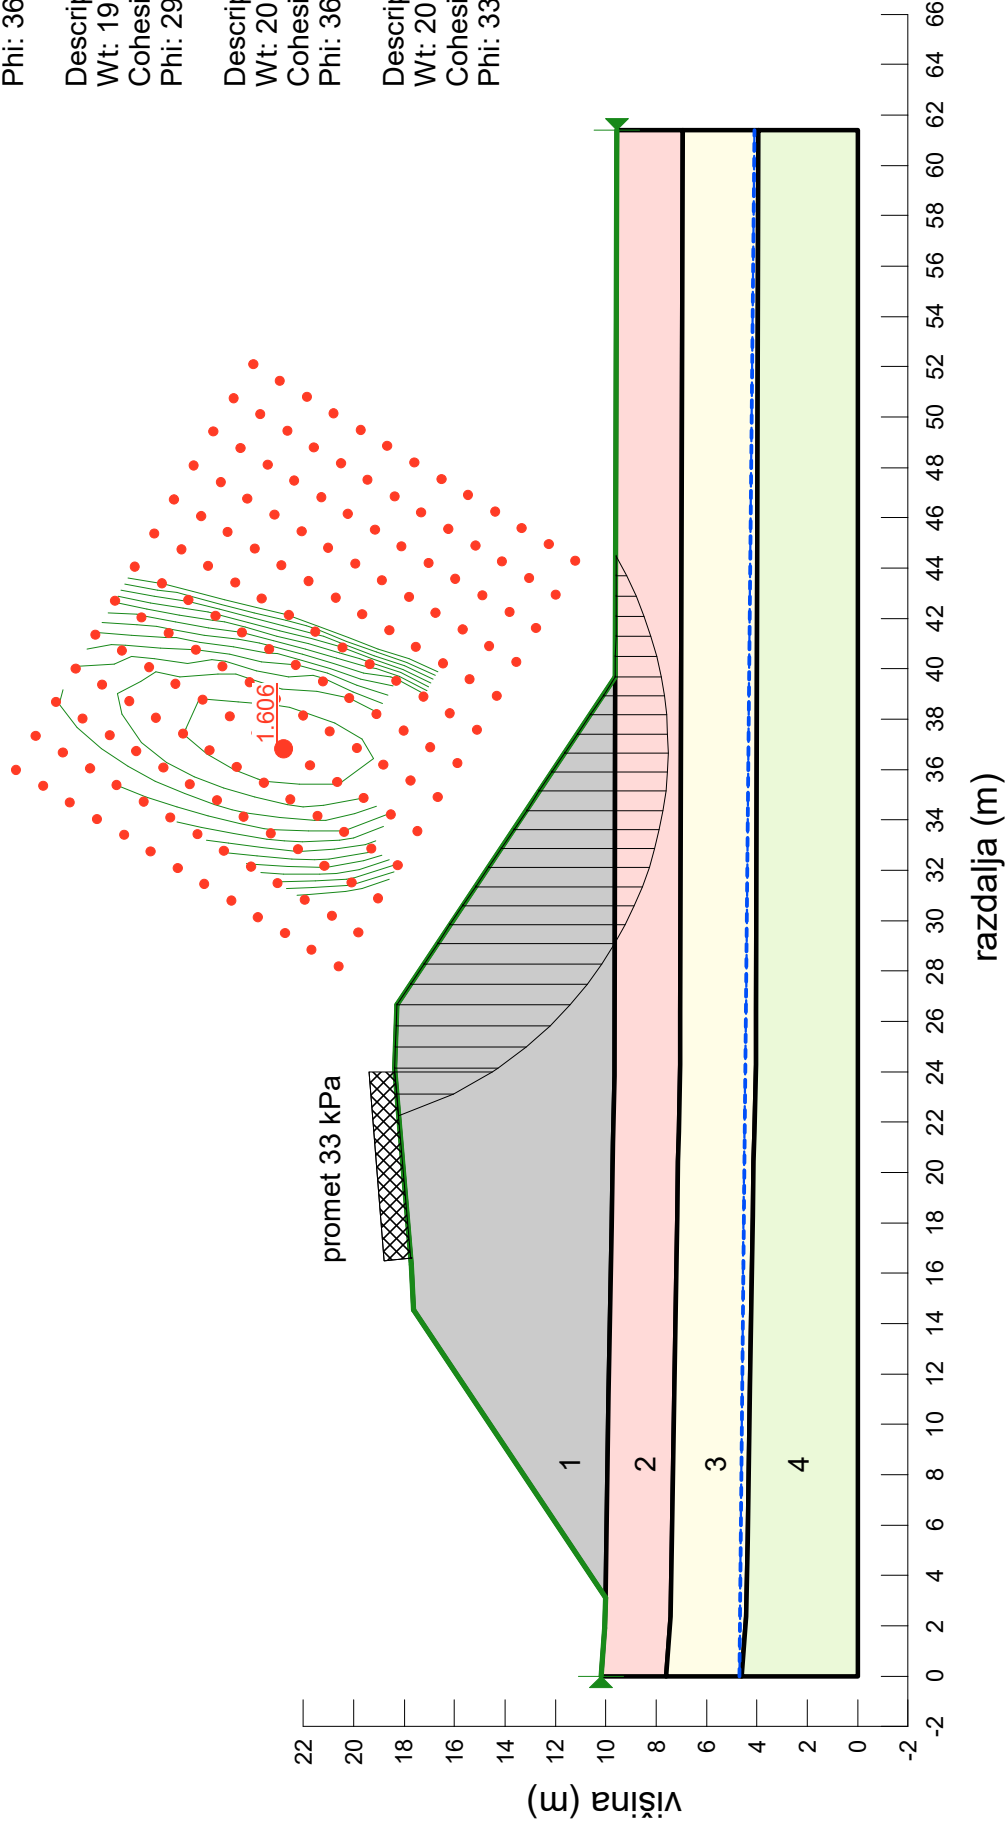 Phi: 36
Descrip
Wt: 19
Cohesi
Phi: 29
Descrip
Wt: 20
Cohesi
Phi: 36
Descrip
Wt: 20
Cohesi
Phi: 33
1.606
promet 33 kPa
1
2
3
4
22
20
18
16
14
12
10
8
6
4
2
0
-2
višina (m)
-2 0 2 4 6 8 10 12 14 16 18 20 22 24 26 28 30 32 34 36 38 40 42 44 46 48 50 52 54 56 58 60 62 64 66
razdalja (m)